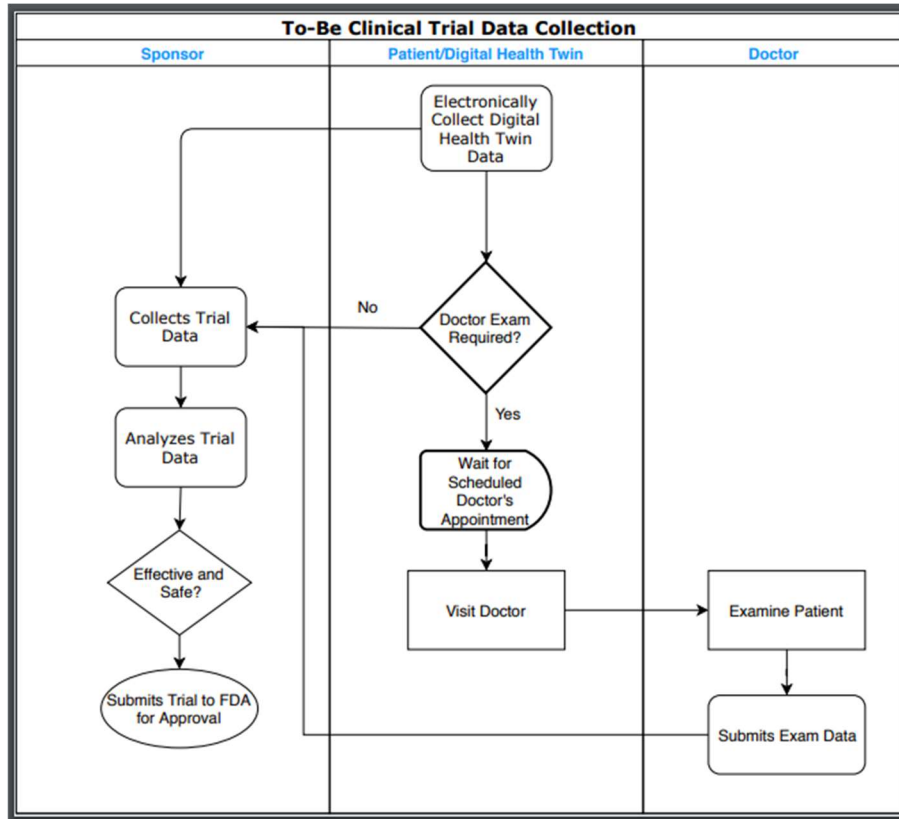 To-Be Clinical Trial Data Collection
Sponsor
Patient/Digital Health Twin
Doctor
Electronically
Collect Digital
Health Twin
Data
Collects Trial
Data
No
Doctor Exam
Required?
Yes
Analyzes Trial
Data
Wait for
Scheduled
Doctor's
Appointment
Effective and
Safe?
Visit Doctor
Examine Patient
Submits Trial to FDA
for Approval
Submits Exam Data